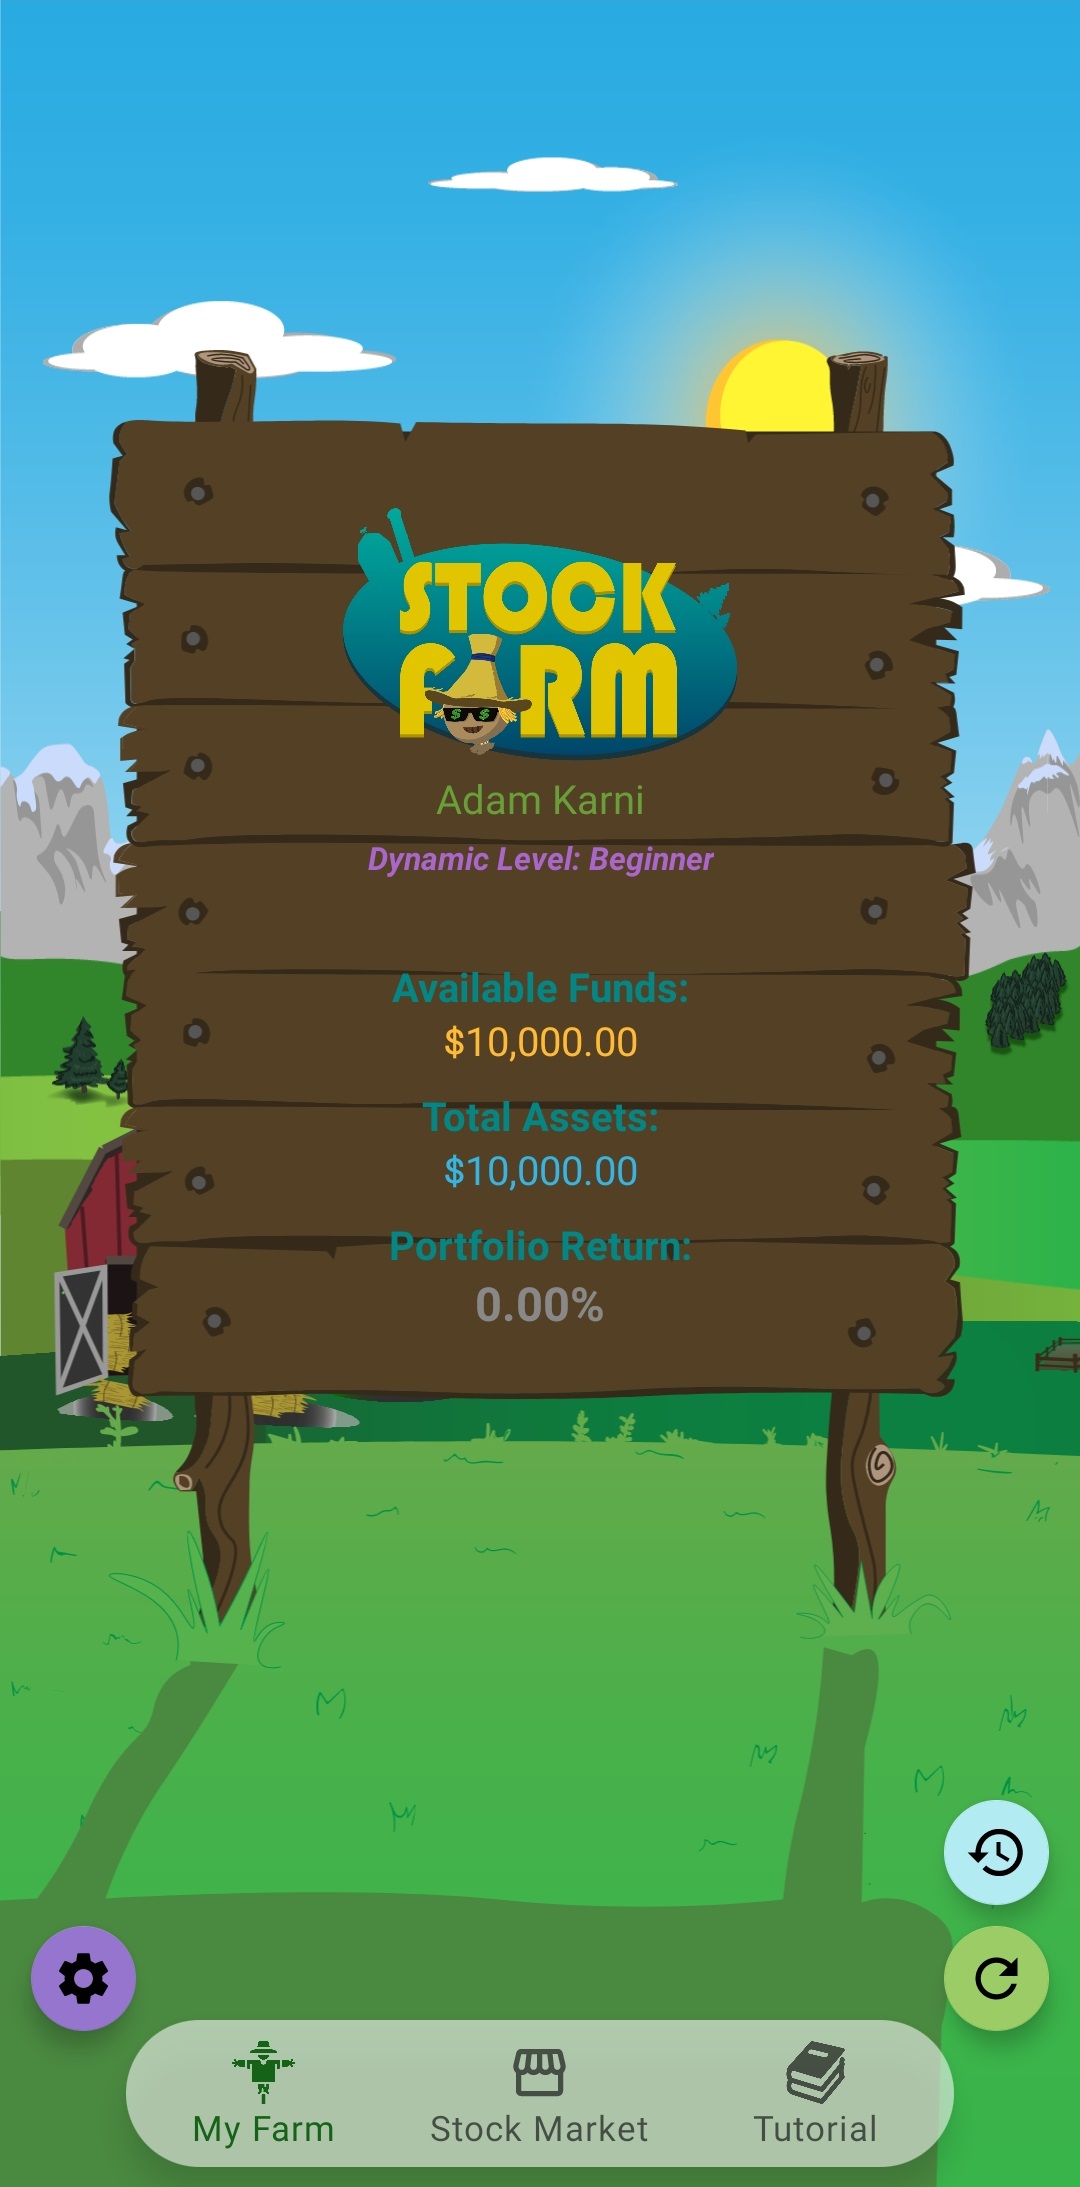 STOCK
FARM
Adam Karni
Dynamic Level: Beginner
Available Funds:
$10,000.00
Total Assets:
$10,000.00
Portfolio Return:
0.00%
My Farm
Stock Market
Tutorial